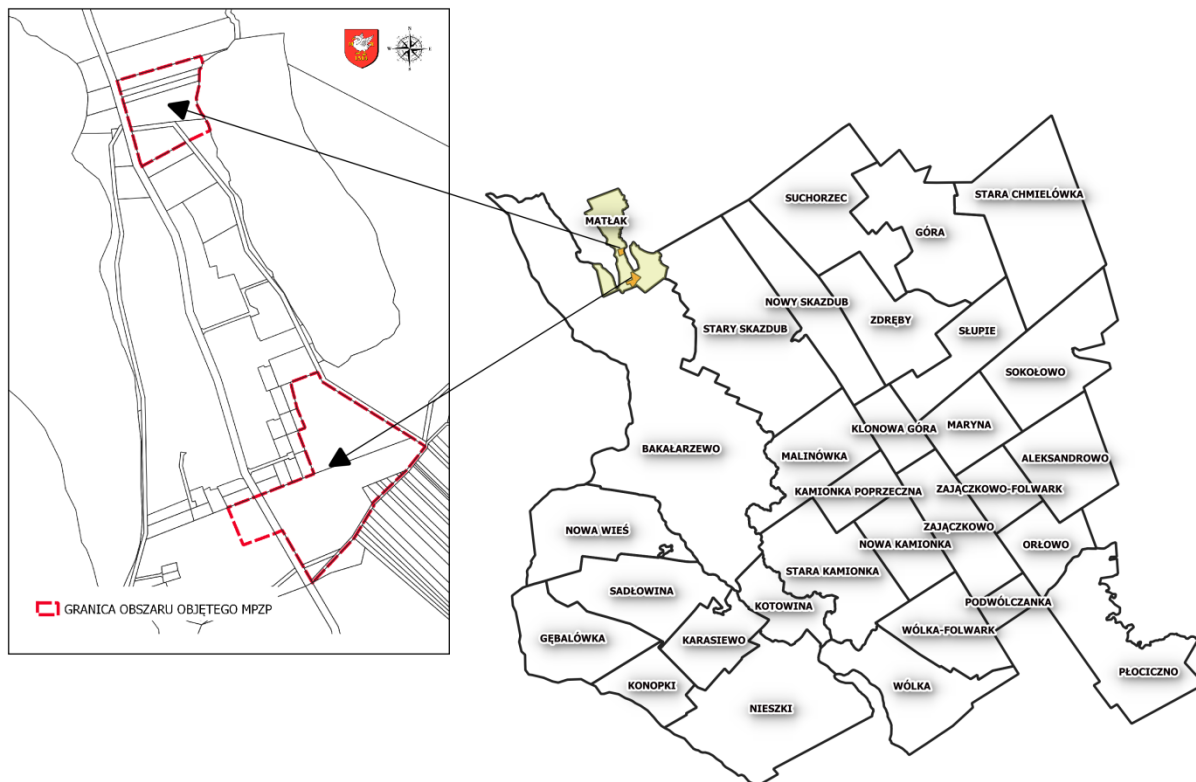 N
W
E
S
1561
GRANICA OBSZARU OBJĘTEGO MPZP
MATŁAK
SUCHORZEC
STARA CHMIELÓWKA
GÓRA
NOWY SKAZDUB
STARY SKAZDUB
ZDRĘBY
SŁUPIE
SOKOŁOWO
KLONOWA GÓRA
MARYNA
BAKAŁARZEWO
MALINÓWKA
ALEKSANDROWO
KAMIONKA POPRZECZNA
ZAJĄCZKOWO-FOLWARK
NOWA WIEŚ
ZAJĄCZKOWO
NOWA KAMIONKA
ORŁOWO
STARA KAMIONKA
SADŁOWINA
KOTOWINA
PODWÓLCZANKA
GĘBALÓWKA
KARASIEWO
WÓLKA-FOLWARK
PŁOCICZNO
KONOPKI
WÓLKA
NIESZKI